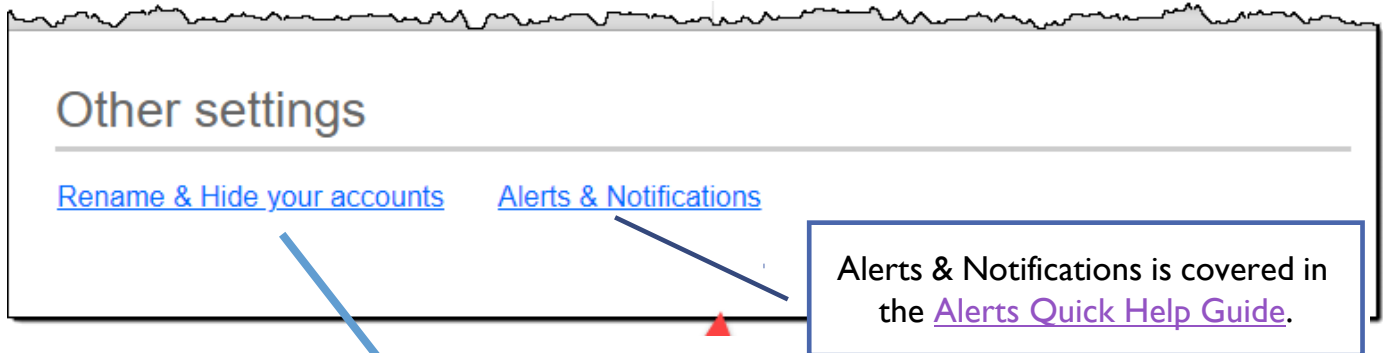 Other settings
Rename & Hide your accounts Alerts & Notifications
Alerts & Notifications is covered in
the Alerts Quick Help Guide.